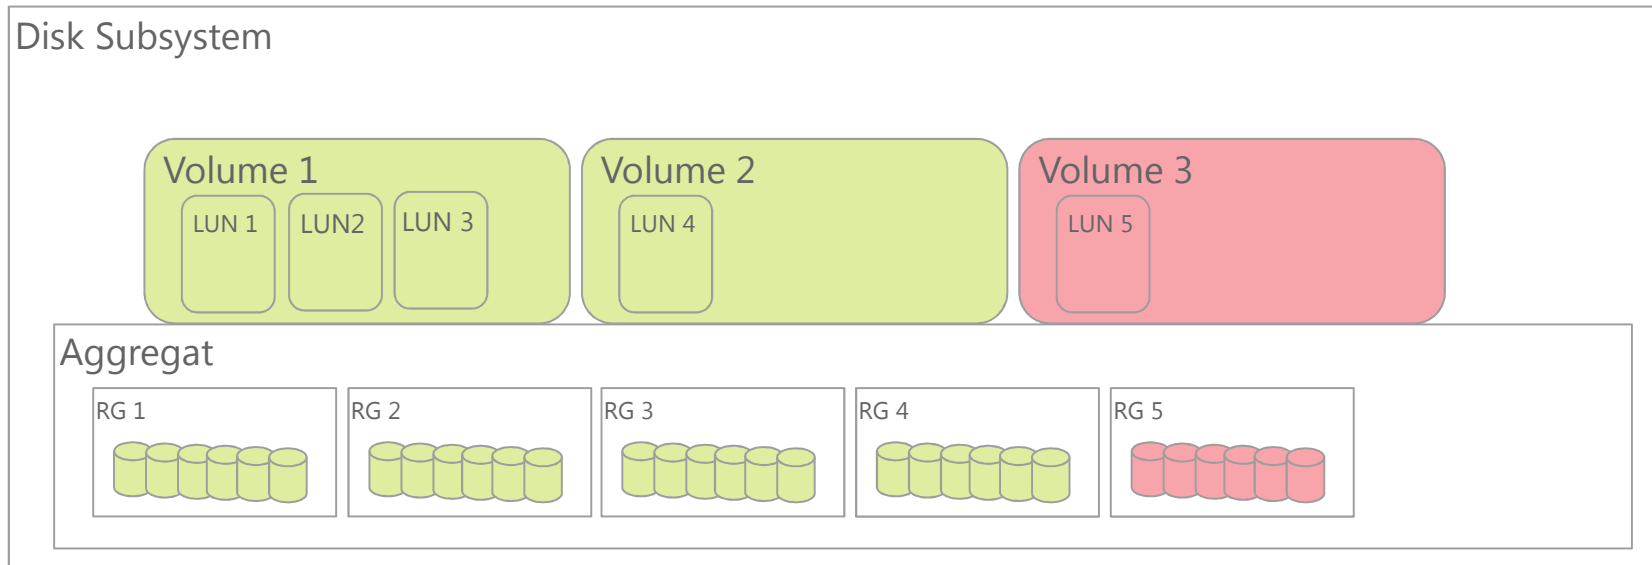 Disk Subsystem
Volume 1
Volume 2
Volume 3
LUN 1
LUN2
LUN 3
LUN 4
LUN 5
Aggregat
RG 1
RG 2
RG 3
RG 4
RG 5